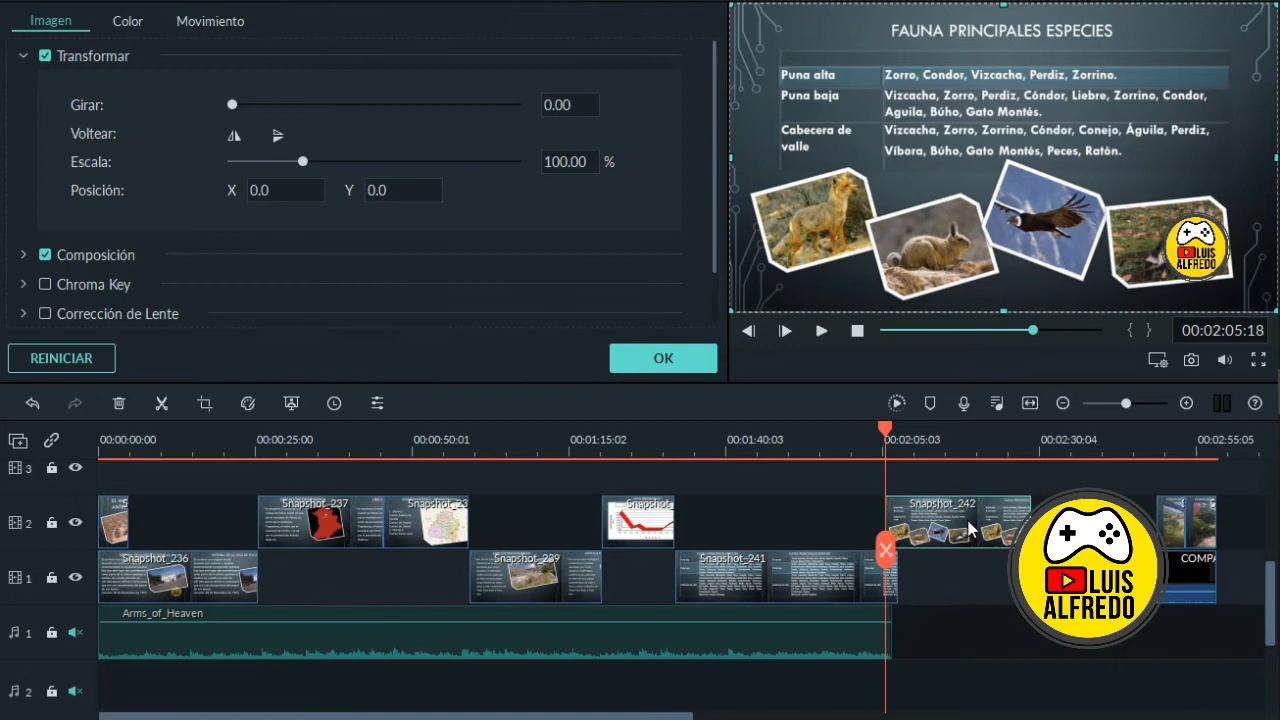 Imagen Color Movimiento
Transformar
Girar: 0.00
Voltear:
Escala: 100.00 %
Posición: X 0.0 Y 0.0
Composición
Chroma Key
Corrección de Lente
REINICIAR OK
FAUNA PRINCIPALES ESPECIES
Puna alta Zorro, Condor, Vizcacha, Perdiz, Zorrino.
Puna baja Vizcacha, Zorro, Perdiz, Cóndor, Liebre, Zorrino, Condor,
Aguila, Búho, Gato Montés.
Cabecera de Vizcacha, Zorro, Zorrino, Cóndor, Conejo, Águila, Perdiz,
valle Víbora, Búho, Gato Montés, Peces, Ratón.
LUIS
ALFREDO
{ } 00:02:05:18
00:00:00:00 00:00:25:00 00:00:50:01 00:01:15:02 00:01:40:03 00:02:05:03 00:02:30:04 00:02:55:05
3
2 Snapshot_237 Snapshot_23 Snapshot_242
1 Snapshot_236 Snapshot_239 Snapshot_241 COMPA
LUIS
ALFREDO
1 Arms_of_Heaven
2